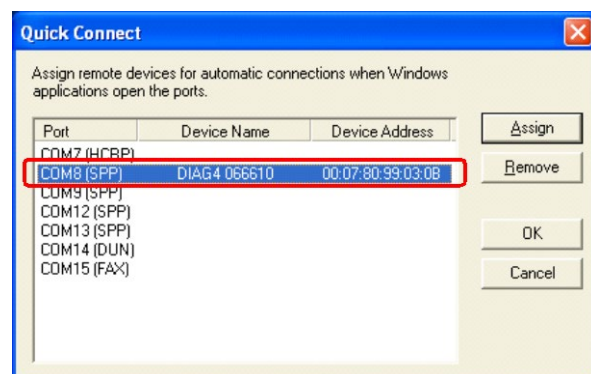 Quick Connect
Assign remote devices for automatic connections when Windows
applications open the ports.
Port Device Name Device Address
COM7 (HCRP)
COM8 (SPP) DIAG4 066610 00:07:80:99:03:0B
COM9 (SPP)
COM12 (SPP)
COM13 (SPP)
COM14 (DUN)
COM15 (FAX)
Assign
Remove
OK
Cancel